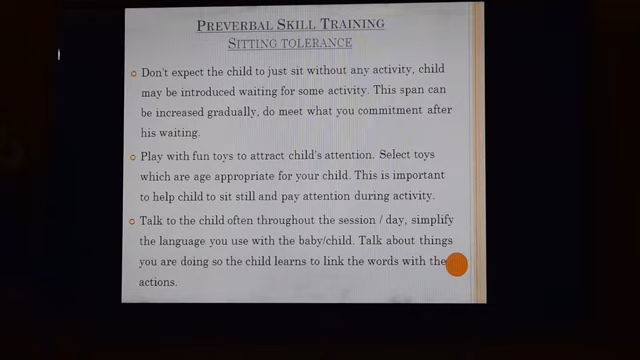 PREVERBAL SKILL TRAINING
SITTING TOLERANCE
Don't expect the child to just sit without any activity, child
may be introduced waiting for some activity. This span can
be increased gradually, do meet what you commitment after
his waiting.
Play with fun toys to attract child's attention. Select toys
which are age appropriate for your child. This is important
to help child to sit still and pay attention during activity.
Talk to the child often throughout the session / day, simplify
the language you use with the baby/child. Talk about things
you are doing so the child learns to link the words with the
actions.